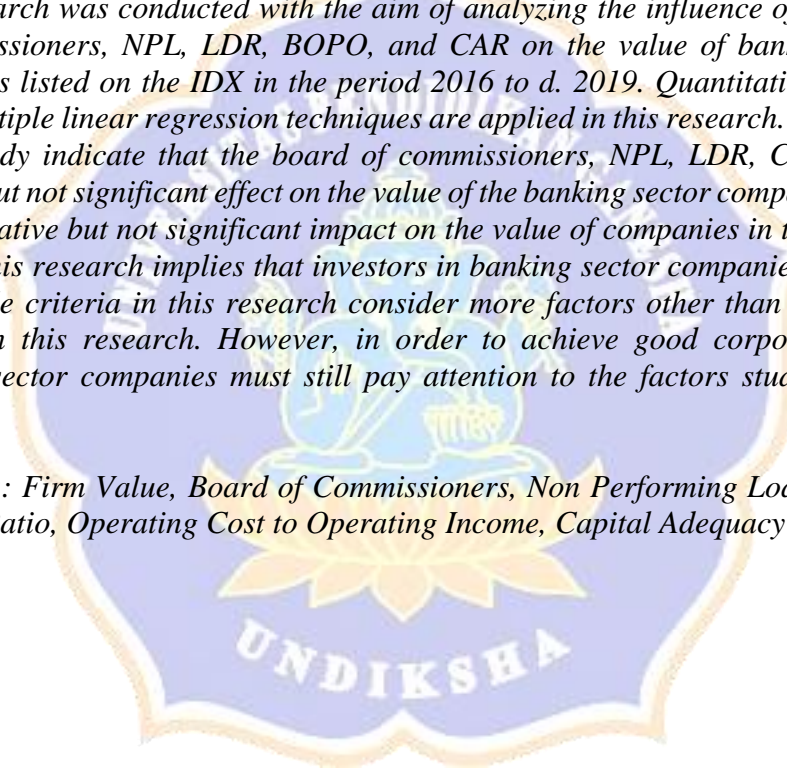 arch was conducted with the aim of analyzing the influence of
ssioners, NPL, LDR, BOPO, and CAR on the value of bank
s listed on the IDX in the period 2016 to d. 2019. Quantitati
tiple linear regression techniques are applied in this research.
dy indicate that the board of commissioners, NPL, LDR, C
ut not significant effect on the value of the banking sector comp
ative but not significant impact on the value of companies in t
his research implies that investors in banking sector companie
e criteria in this research consider more factors other than
n this research. However, in order to achieve good corpo
sector companies must still pay attention to the factors stud
: Firm Value, Board of Commissioners, Non Performing Loa
atio, Operating Cost to Operating Income, Capital Adequacy
UNDIKSHA